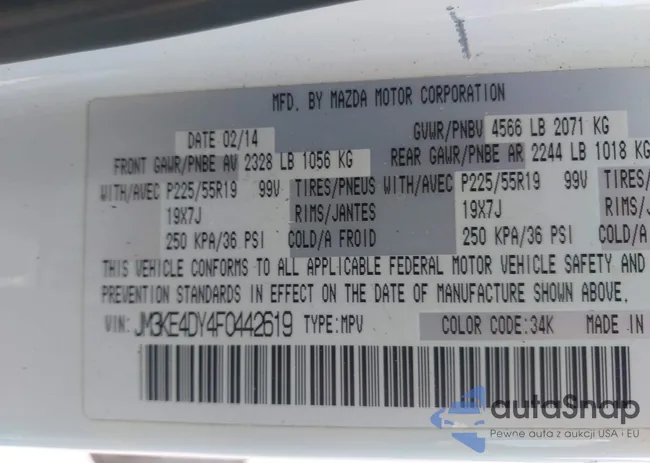 MFD. BY MAZDA MOTOR CORPORATION
DATE 02/14 GVWR/PNBV 4566 LB 2071 KG
FRONT GAWR/PNBE AV 2328 LB 1056 KG REAR GAWR/PNBE AR 2244 LB 1018 KG
WITH/AVEC P225/55R19 99V TIRES/PNEUS WITH/AVEC P225/55R19 99V TIRES/
19X7J RIMS/JANTES 19X7J RIMS/
250 KPA/36 PSI COLD/A FROID 250 KPA/36 PSI COLD/
THIS VEHICLE CONFORMS TO ALL APPLICABLE FEDERAL MOTOR VEHICLE SAFETY AND
PREVENTION STANDARDS IN EFFECT ON THE DATE OF MANUFACTURE SHOWN ABOVE.
VIN: JM3KE4DY4F0442619 TYPE:MPV COLOR CODE:34K MADE IN
autaSnap
Pewne auta z aukcji USA i EU